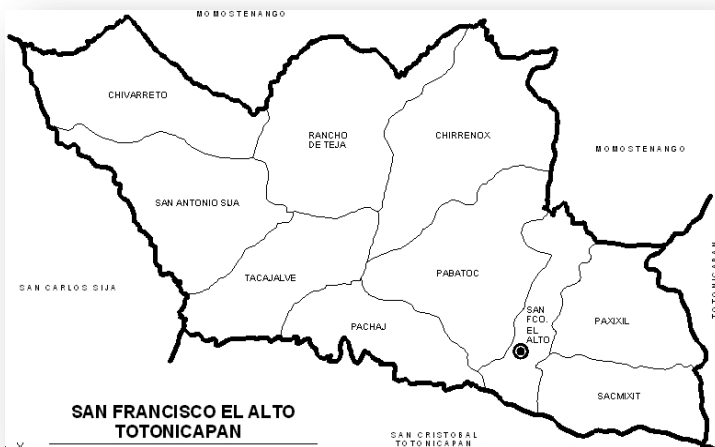 MOMOSTENANGO
CHIVARRETO
RANCHO
DE TEJA
CHIRRENOX
MOMOSTENANGO
SAN ANTONIO SIJA
TACAJALVE
PABATOC
SAN CARLOS SIJA
TOTONICAPAN
SAN
FCO.
EL
ALTO
PAXIXIL
PACHAJ
SACMIXIT
SAN FRANCISCO EL ALTO
TOTONICAPAN
SAN CRISTOBAL
TOTONICAPAN